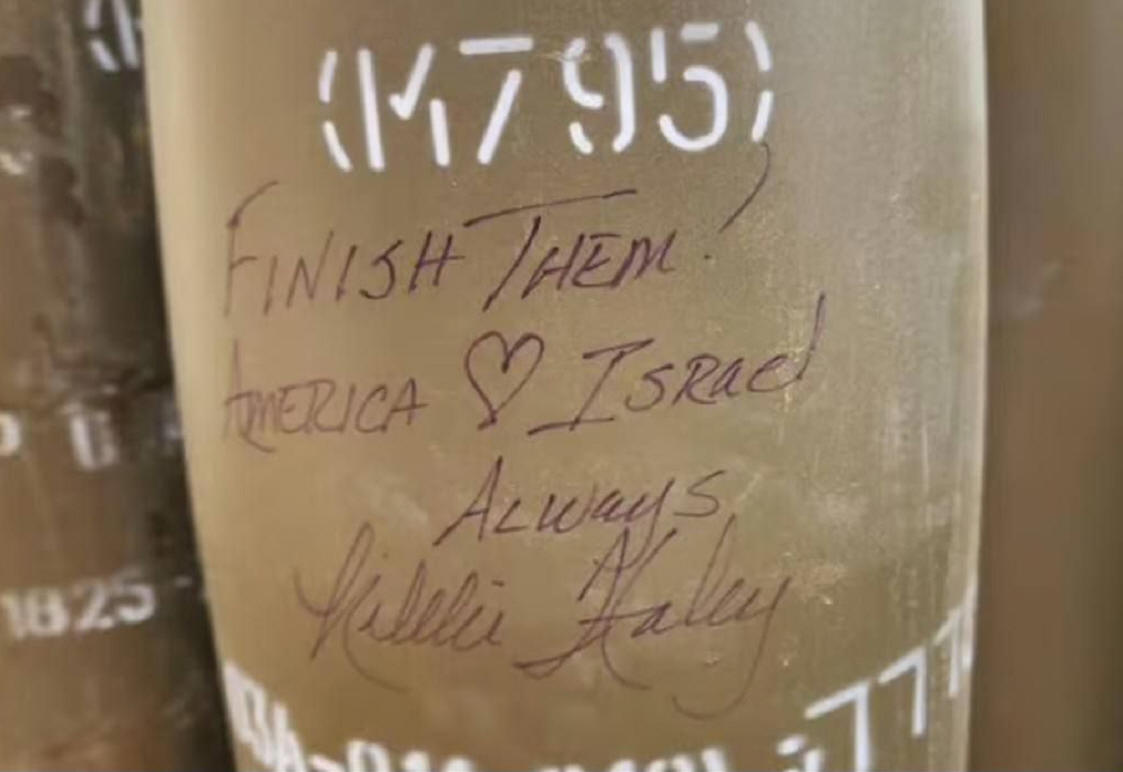 (M795)
FINISH THEM!
AMERICA ♡ ISRael
ALWays
Nikki Haley
1825